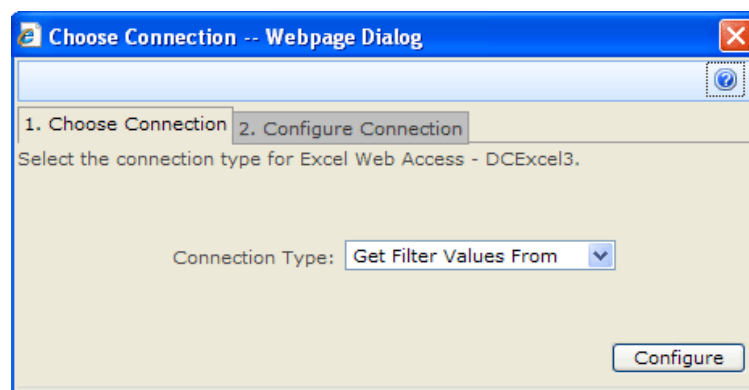 Choose Connection -- Webpage Dialog
1. Choose Connection 2. Configure Connection
Select the connection type for Excel Web Access - DCExcel3.
Connection Type: Get Filter Values From
Configure